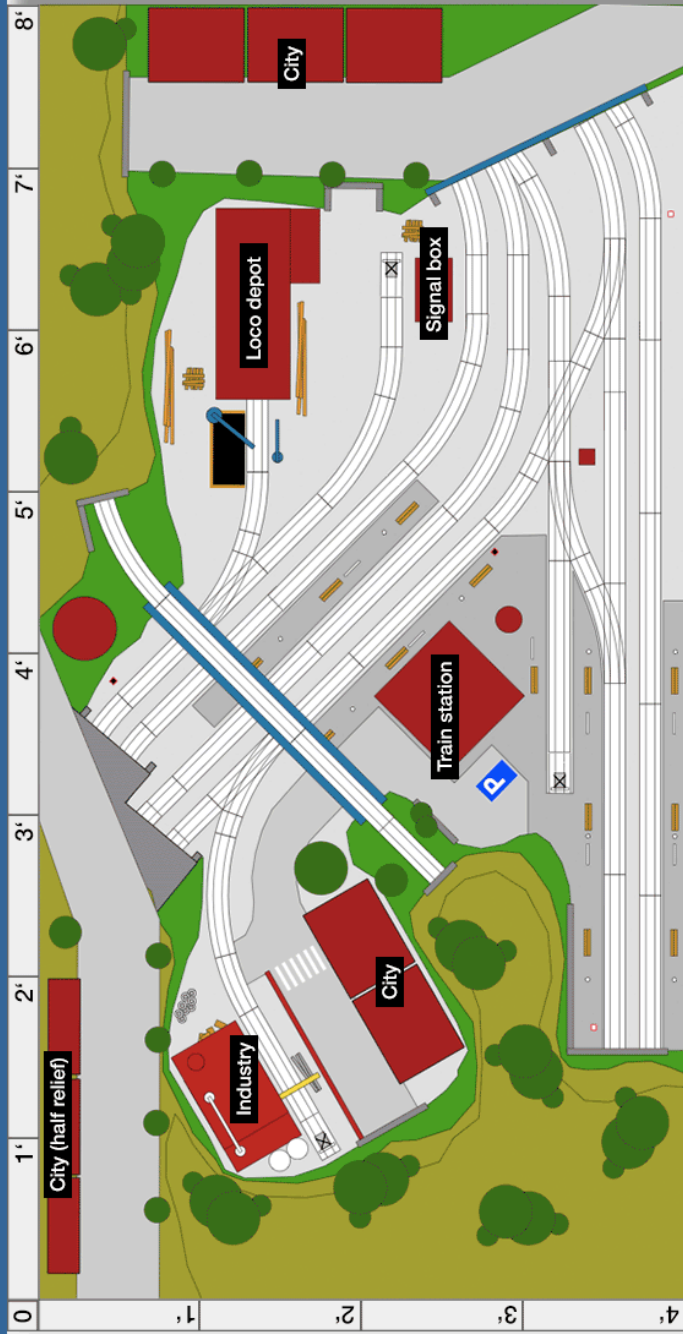 8'
7'
6'
5'
4'
3'
2'
1'
0
1'
2'
3'
4'
City
Loco depot
Signal box
Train station
P
City
Industry
City (half relief)